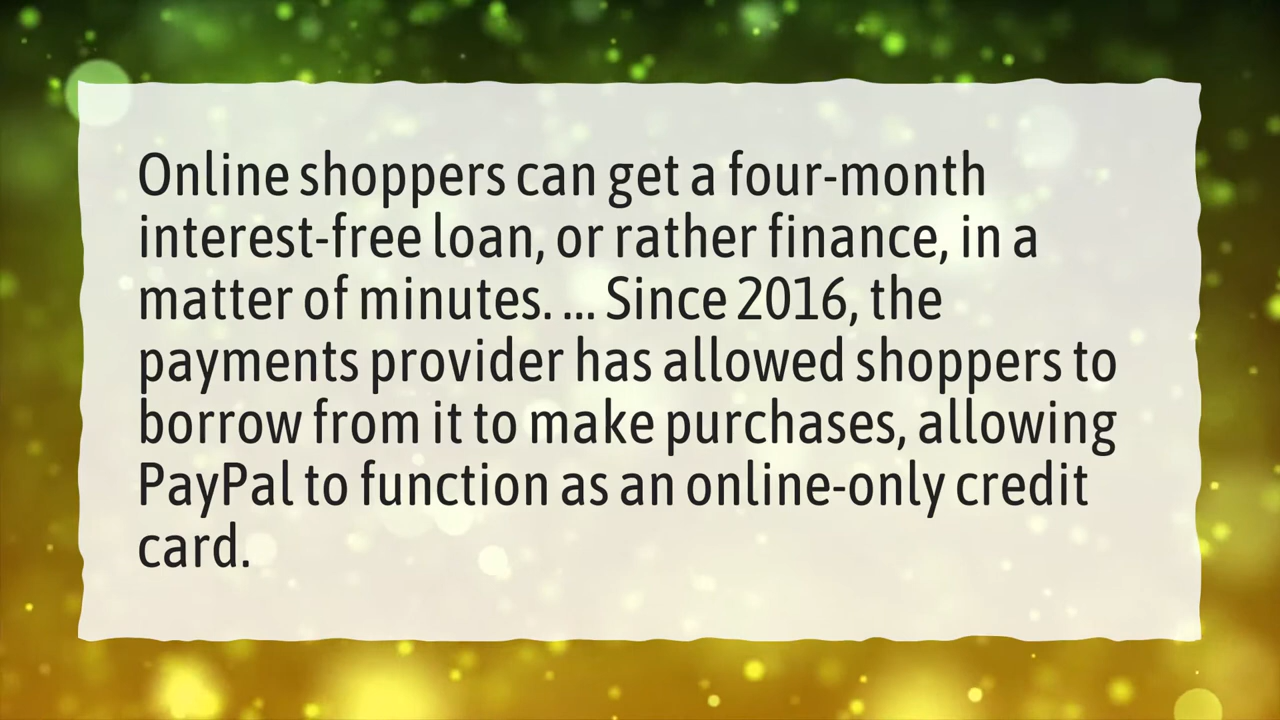 Online shoppers can get a four-month
interest-free loan, or rather finance, in a
matter of minutes. ... Since 2016, the
payments provider has allowed shoppers to
borrow from it to make purchases, allowing
PayPal to function as an online-only credit
card.